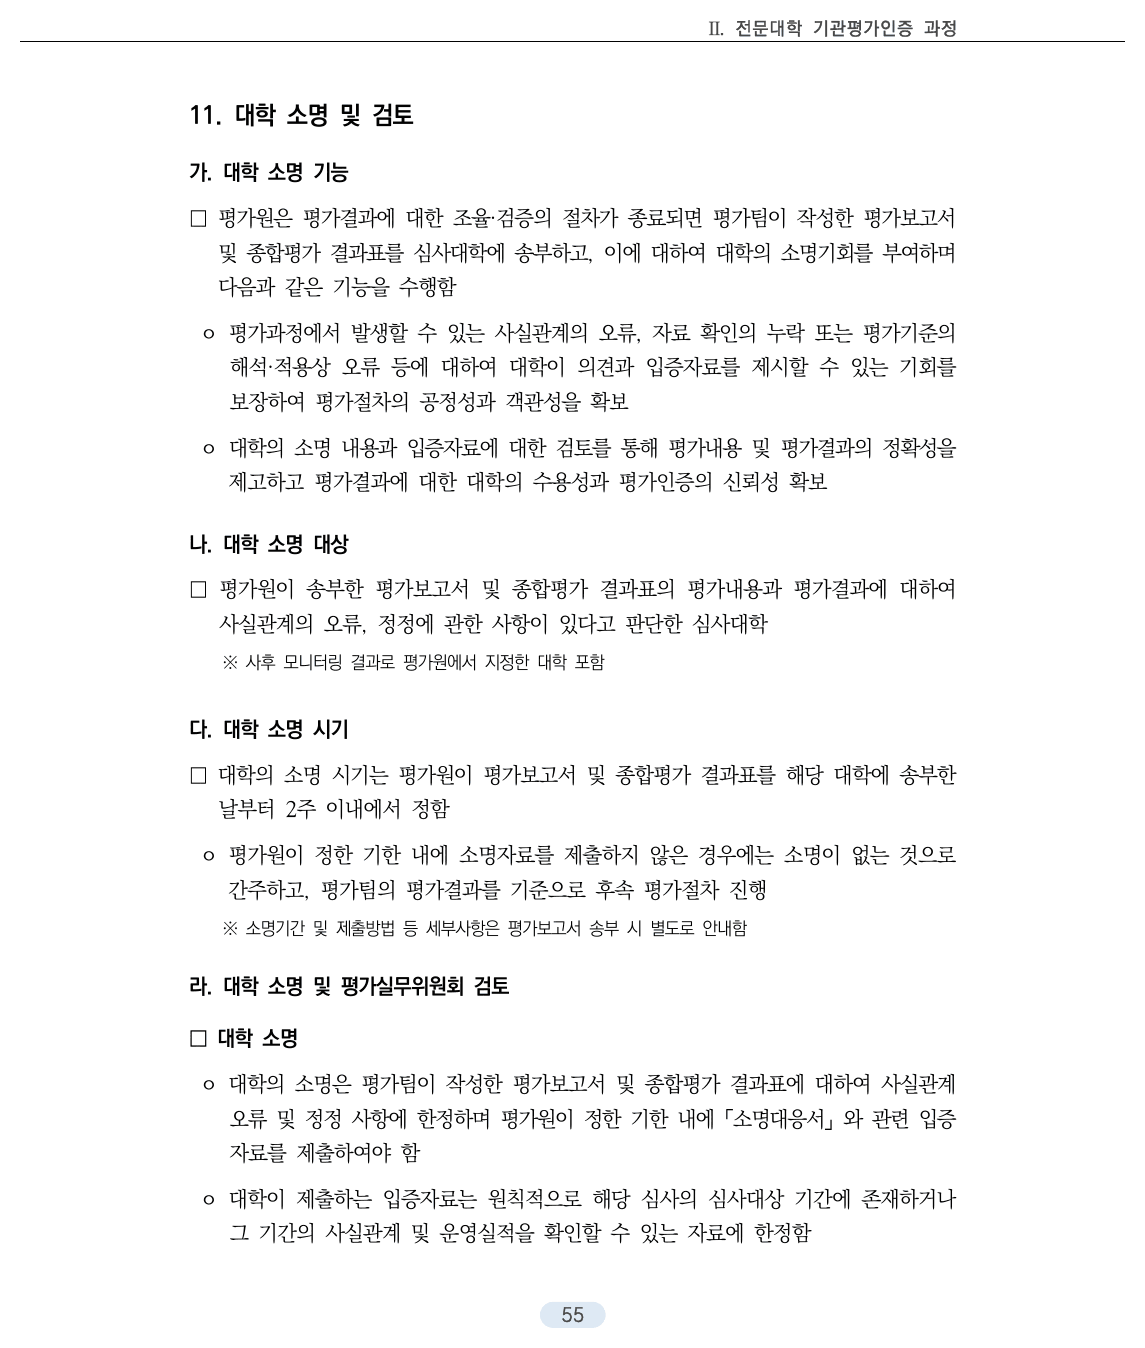 Ⅱ. 전문대학 기관평가인증 과정
11. 대학 소명 및 검토
가. 대학 소명 기능
□ 평가원은 평가결과에 대한 조율·검증의 절차가 종료되면 평가팀이 작성한 평가보고서
및 종합평가 결과표를 심사대학에 송부하고, 이에 대하여 대학의 소명기회를 부여하며
다음과 같은 기능을 수행함
ㅇ 평가과정에서 발생할 수 있는 사실관계의 오류, 자료 확인의 누락 또는 평가기준의
해석·적용상 오류 등에 대하여 대학이 의견과 입증자료를 제시할 수 있는 기회를
보장하여 평가절차의 공정성과 객관성을 확보
ㅇ 대학의 소명 내용과 입증자료에 대한 검토를 통해 평가내용 및 평가결과의 정확성을
제고하고 평가결과에 대한 대학의 수용성과 평가인증의 신뢰성 확보
나. 대학 소명 대상
□ 평가원이 송부한 평가보고서 및 종합평가 결과표의 평가내용과 평가결과에 대하여
사실관계의 오류, 정정에 관한 사항이 있다고 판단한 심사대학
※ 사후 모니터링 결과로 평가원에서 지정한 대학 포함
다. 대학 소명 시기
□ 대학의 소명 시기는 평가원이 평가보고서 및 종합평가 결과표를 해당 대학에 송부한
날부터 2주 이내에서 정함
ㅇ 평가원이 정한 기한 내에 소명자료를 제출하지 않은 경우에는 소명이 없는 것으로
간주하고, 평가팀의 평가결과를 기준으로 후속 평가절차 진행
※ 소명기간 및 제출방법 등 세부사항은 평가보고서 송부 시 별도로 안내함
라. 대학 소명 및 평가실무위원회 검토
□ 대학 소명
ㅇ 대학의 소명은 평가팀이 작성한 평가보고서 및 종합평가 결과표에 대하여 사실관계
오류 및 정정 사항에 한정하며 평가원이 정한 기한 내에 「소명대응서」와 관련 입증
자료를 제출하여야 함
ㅇ 대학이 제출하는 입증자료는 원칙적으로 해당 심사의 심사대상 기간에 존재하거나
그 기간의 사실관계 및 운영실적을 확인할 수 있는 자료에 한정함
55